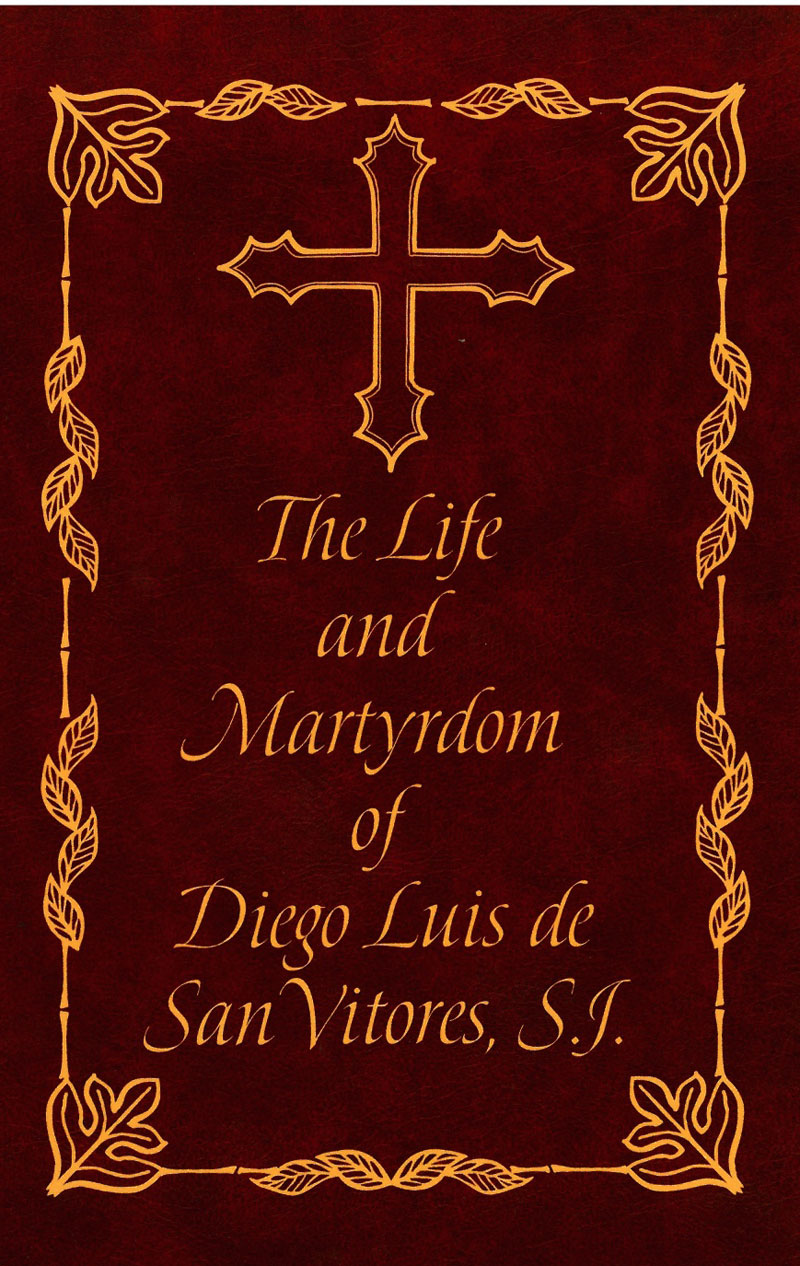 The Life
and
Martyrdom
of
Diego Luis de
San Vitores, S.J.